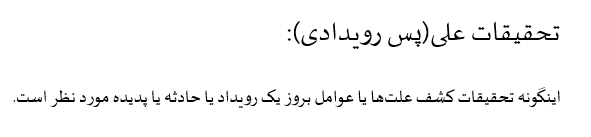 تحقیقات علی(پس رویدادی):
اینگونه تحقیقات کشف علت‌ها یا عوامل بروز یک رویداد یا حادثه یا پدیده مورد نظر است.